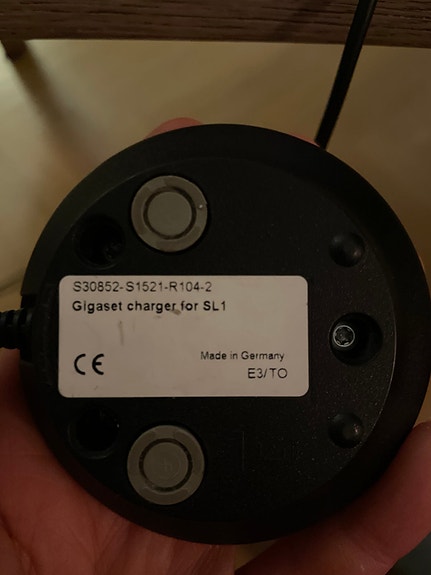 S30852-S1521-R104-2
Gigaset charger for SL1
CE
Made in Germany
E3/TO